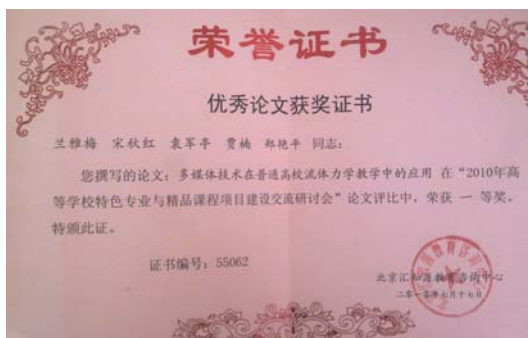 荣誉证书
优秀论文获奖证书
兰雅梅 宋秋红 袁军亭 贾楠 郑艳平 同志:
您撰写的论文：多媒体技术在普通高校流体力学教学中的应用 在“2010年高
等学校特色专业与精品课程项目建设交流研讨会”论文评比中，荣获 一 等奖。
特颁此证。
证书编号：55062
北京汇知源教育咨询中心
二零一零年七月十七日